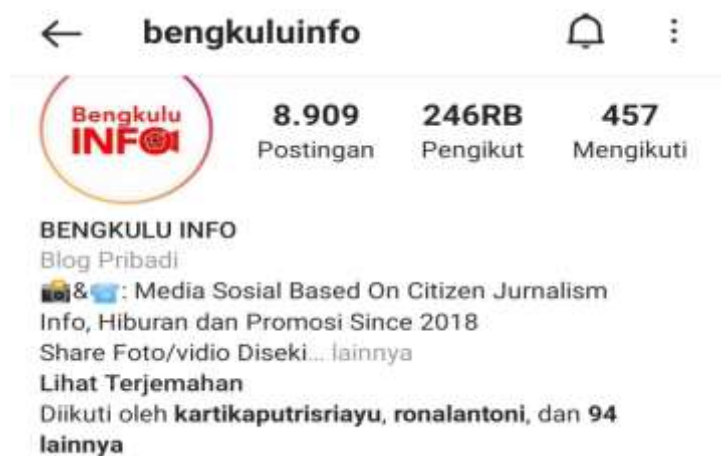 bengkuluinfo
Bengkulu
INFO
8.909 246RB 457
Postingan Pengikut Mengikuti
BENGKULU INFO
Blog Pribadi
📸&👕: Media Sosial Based On Citizen Jurnalism
Info, Hiburan dan Promosi Since 2018
Share Foto/vidio Diseki... lainnya
Lihat Terjemahan
Diikuti oleh kartikaputrisriayu, ronalantoni, dan 94
lainnya